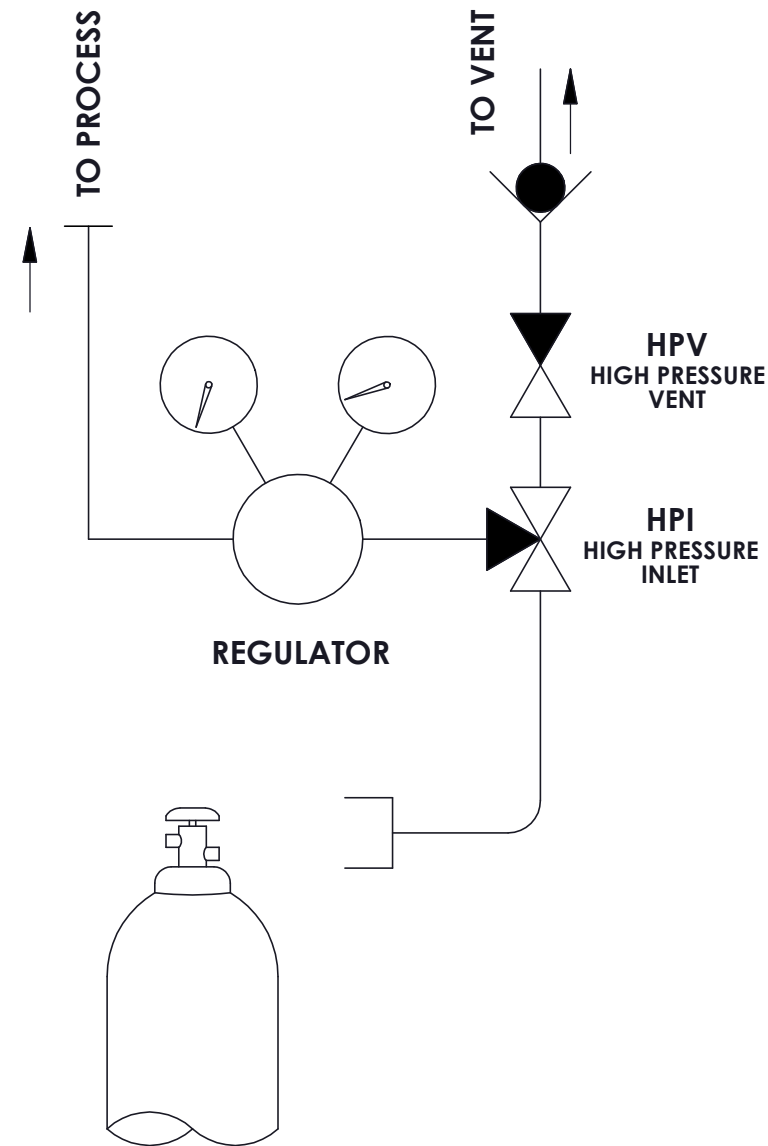 TO PROCESS
TO VENT
HPV
HIGH PRESSURE
VENT
HPI
HIGH PRESSURE
INLET
REGULATOR